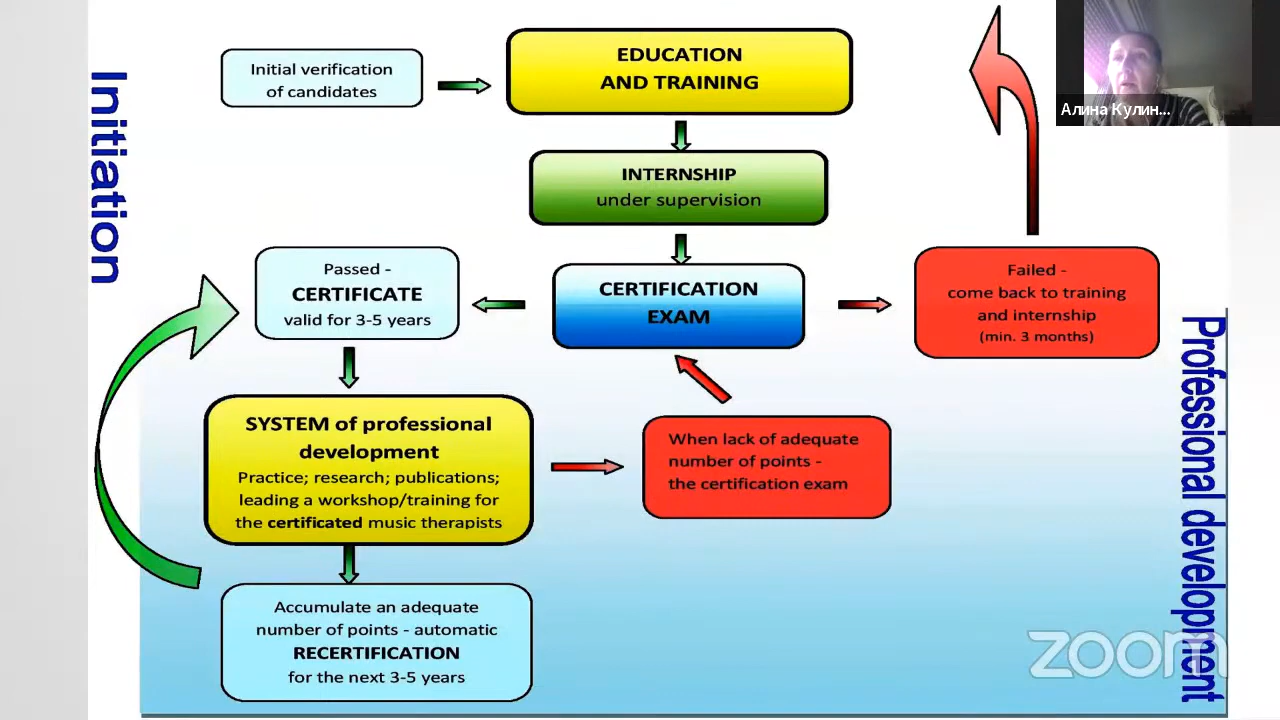 Initiation
Initial verification
of candidates
EDUCATION
AND TRAINING
Алина Кулин...
INTERNSHIP
under supervision
Passed -
CERTIFICATE
valid for 3-5 years
CERTIFICATION
EXAM
Failed -
come back to training
and internship
(min. 3 months)
Professional development
SYSTEM of professional
development
Practice; research; publications;
leading a workshop/training for
the certificated music therapists
When lack of adequate
number of points -
the certification exam
Accumulate an adequate
number of points - automatic
RECERTIFICATION
for the next 3-5 years
zoom